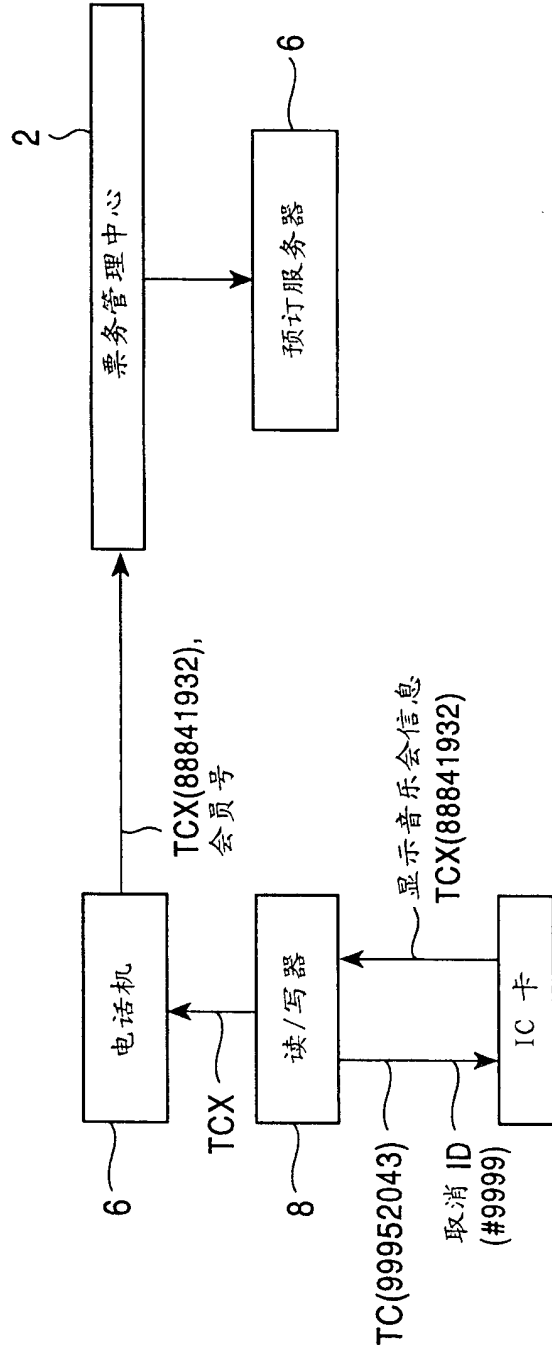 2
票务管理中心
预订服务器
6
TCX(88841932),
会员号
电话机
6
TCX
读/写器
8
显示音乐会信息
TCX(88841932)
TC(99952043)
取消 ID
(#9999)
IC 卡